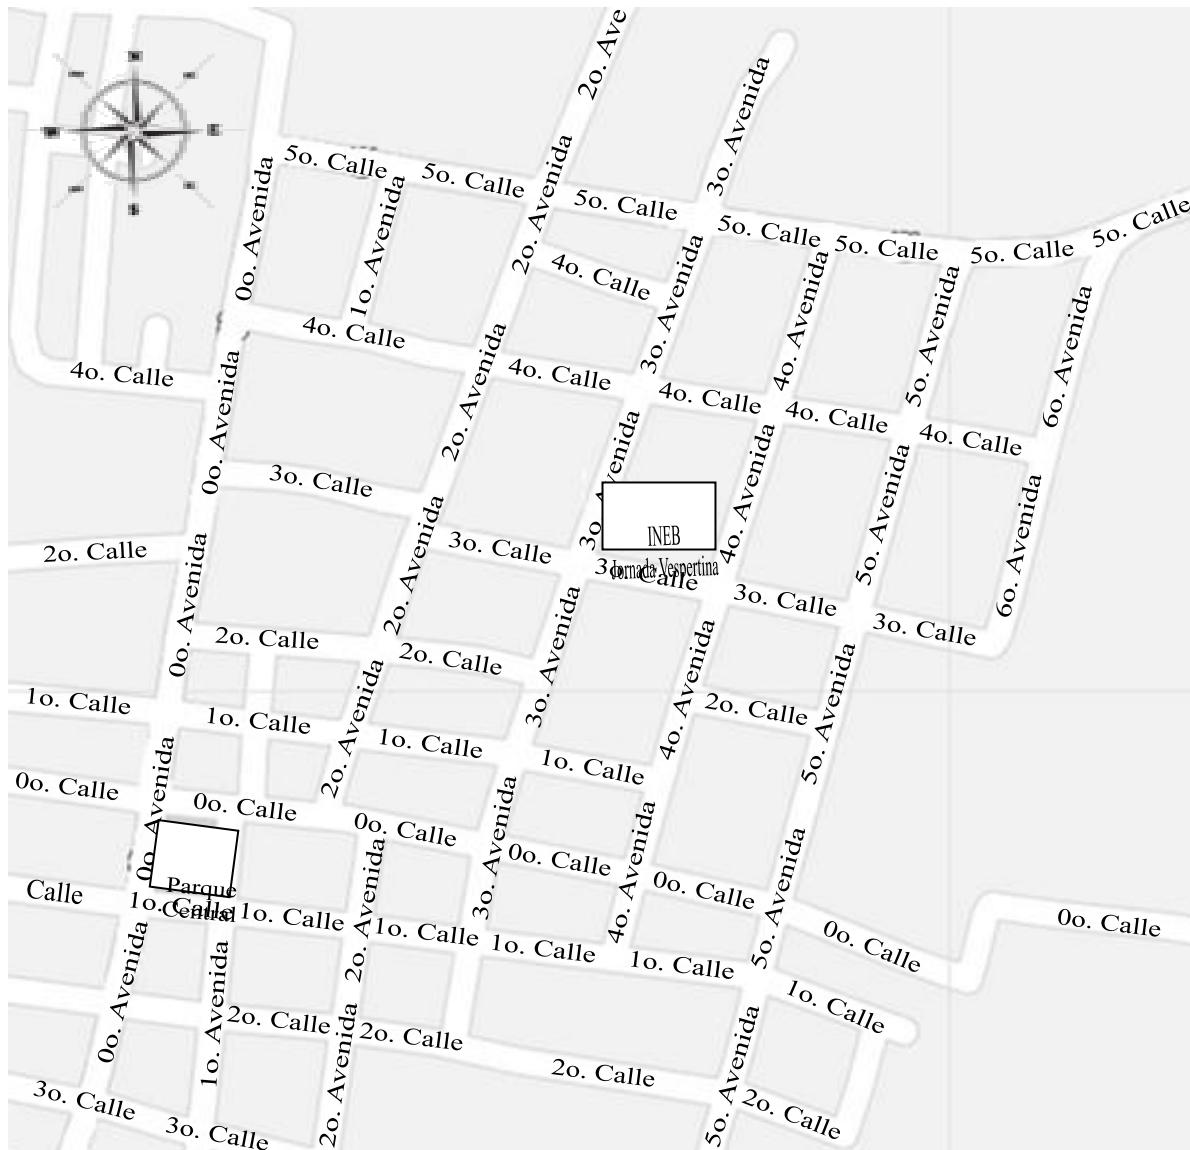 2o. Ave
3o. Avenida
N
W
E
S
5o. Calle
5o. Calle
5o. Calle
5o. Calle
5o. Calle
5o. Calle
5o. Calle
0o. Avenida
1o. Avenida
2o. Avenida
4o. Calle
3o. Avenida
4o. Avenida
5o. Avenida
6o. Avenida
4o. Calle
4o. Calle
4o. Calle
4o. Calle
4o. Calle
4o. Calle
0o. Avenida
2o. Avenida
3o. Avenida
4o. Avenida
5o. Avenida
6o. Avenida
3o. Calle
INEB
Jornada Vespertina
2o. Calle
3o. Calle
3o. Calle
3o. Calle
3o. Calle
0o. Avenida
2o. Avenida
3o. Avenida
4o. Avenida
5o. Avenida
2o. Calle
2o. Calle
2o. Calle
1o. Calle
1o. Calle
1o. Calle
1o. Calle
2o. Avenida
0o. Calle
0o. Calle
0o. Calle
0o. Calle
0o. Calle
0o. Calle
0o. Calle
0o. Avenida
2o. Avenida
3o. Avenida
4o. Avenida
5o. Avenida
Parque
Central
Calle
1o. Calle
1o. Calle
1o. Calle
1o. Calle
1o. Calle
1o. Calle
0o. Avenida
1o. Avenida
2o. Avenida
5o. Avenida
2o. Calle
2o. Calle
2o. Calle
2o. Calle
3o. Calle
3o. Calle